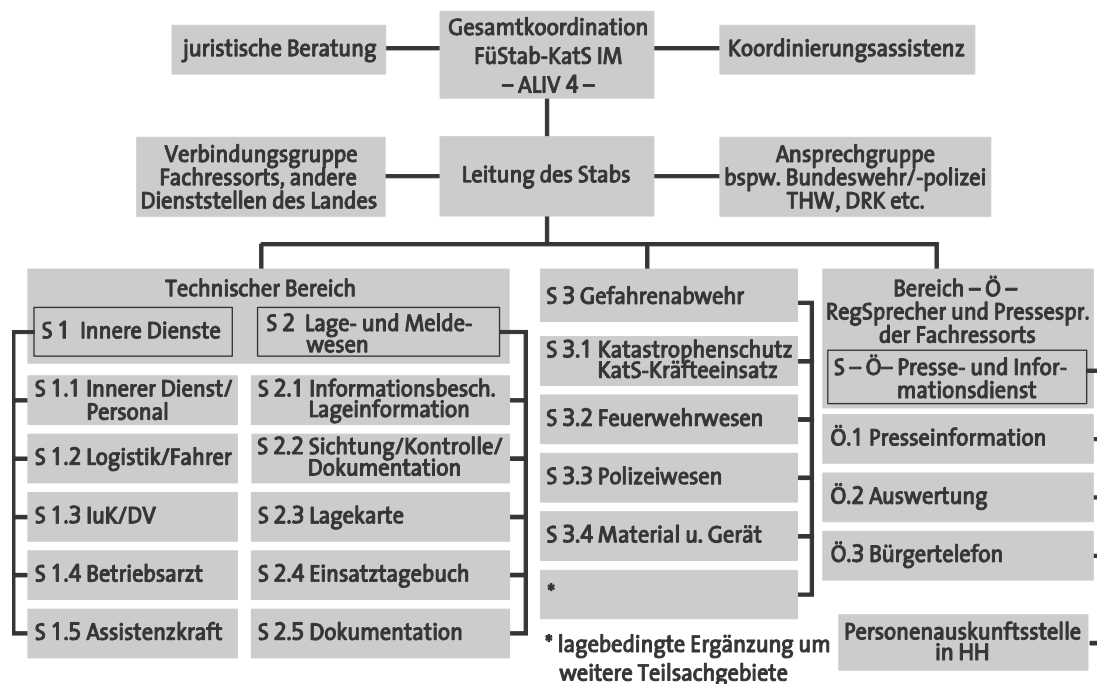 juristische Beratung
Gesamtkoordination
FüStab-KatS IM
– ALIV 4 –
Koordinierungsassistenz
Verbindungsgruppe
Fachressorts, andere
Dienststellen des Landes
Leitung des Stabs
Ansprechgruppe
bspw. Bundeswehr/-polizei
THW, DRK etc.
Technischer Bereich
S 1 Innere Dienste
S 2 Lage- und Melde-
wesen
S 1.1 Innerer Dienst/
Personal
S 1.2 Logistik/Fahrer
S 1.3 IuK/DV
S 1.4 Betriebsarzt
S 1.5 Assistenzkraft
S 2.1 Informationsbesch.
Lageinformation
S 2.2 Sichtung/Kontrolle/
Dokumentation
S 2.3 Lagekarte
S 2.4 Einsatztagebuch
S 2.5 Dokumentation
S 3 Gefahrenabwehr
S 3.1 Katastrophenschutz
KatS-Kräfteeinsatz
S 3.2 Feuerwehrwesen
S 3.3 Polizeiwesen
S 3.4 Material u. Gerät
*
* lagebedingte Ergänzung um
weitere Teilsachgebiete
Bereich – Ö –
RegSprecher und Pressespr.
der Fachressorts
S – Ö– Presse- und Infor-
mationsdienst
Ö.1 Presseinformation
Ö.2 Auswertung
Ö.3 Bürgertelefon
Personenauskunftsstelle
in HH